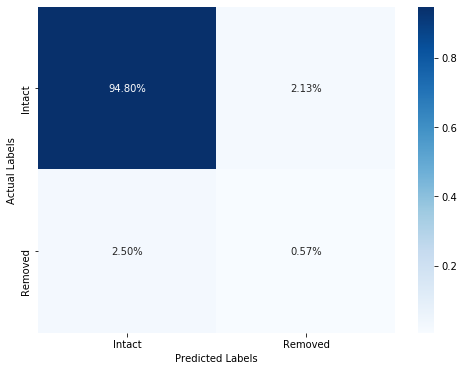 94.80%
2.13%
2.50%
0.57%
Intact
Removed
Actual Labels
Intact
Removed
Predicted Labels
0.8
0.6
0.4
0.2